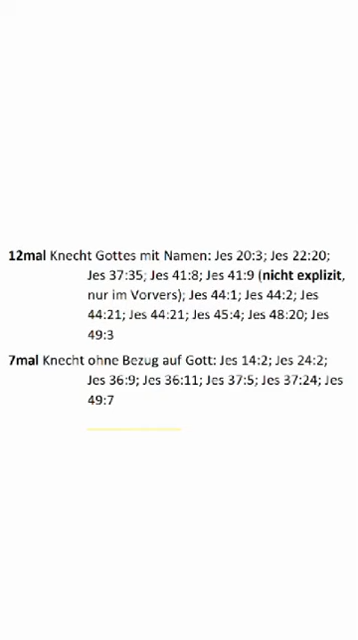 12mal Knecht Gottes mit Namen: Jes 20:3; Jes 22:20;
Jes 37:35; Jes 41:8; Jes 41:9 (nicht explizit,
nur im Vorvers); Jes 44:1; Jes 44:2; Jes
44:21; Jes 44:21; Jes 45:4; Jes 48:20; Jes
49:3
7mal Knecht ohne Bezug auf Gott: Jes 14:2; Jes 24:2;
Jes 36:9; Jes 36:11; Jes 37:5; Jes 37:24; Jes
49:7